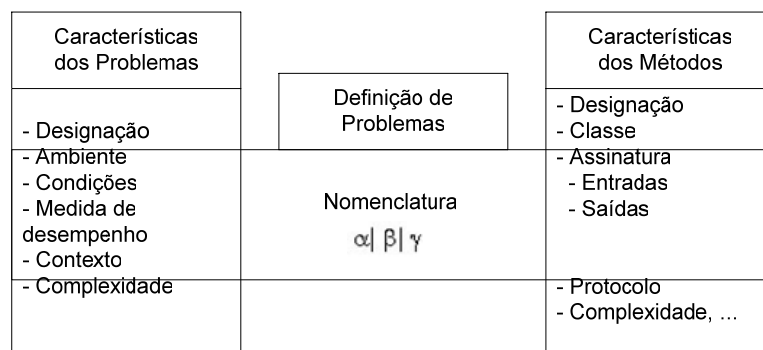 Características
dos Problemas
- Designação
- Ambiente
- Condições
- Medida de
desempenho
- Contexto
- Complexidade
Definição de
Problemas
Nomenclatura
α| β| γ
Características
dos Métodos
- Designação
- Classe
- Assinatura
- Entradas
- Saídas
- Protocolo
- Complexidade, ...